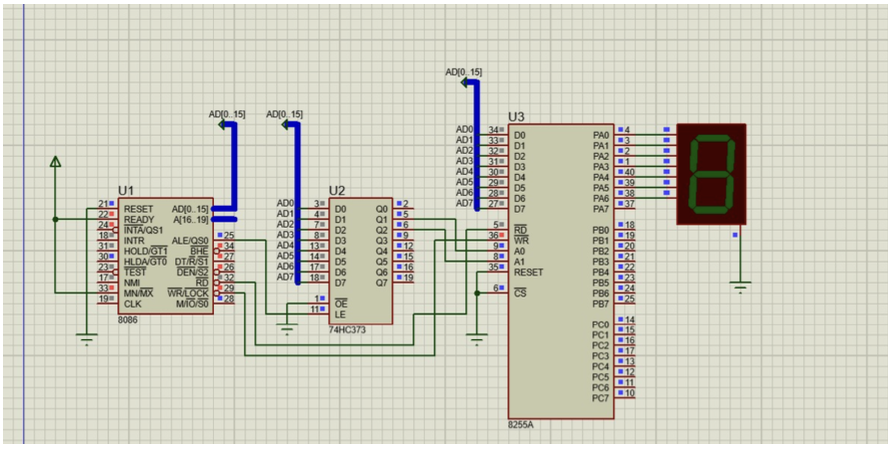 AD[0..15]
AD[0..15]
AD[0..15]
U1
21 RESET AD[0..15]
22 READY A[16..19]
24 INTA/QS1
18 INTR ALE/QS0 25
31 HOLD/GT1 BHE 34
30 HLDA/GT0 DT/R/S1 27
23 TEST DEN/S2 26
17 NMI RD 32
33 MN/MX WR/LOCK 29
19 CLK M/IO/S0 28
8086
U2
AD0 3 D0 Q0 2
AD1 4 D1 Q1 5
AD2 7 D2 Q2 6
AD3 8 D3 Q3 9
AD4 13 D4 Q4 12
AD5 14 D5 Q5 15
AD6 17 D6 Q6 16
AD7 18 D7 Q7 19
1 OE
11 LE
74HC373
U3
AD0 34 D0 PA0 4
AD1 33 D1 PA1 3
AD2 32 D2 PA2 2
AD3 31 D3 PA3 1
AD4 30 D4 PA4 40
AD5 29 D5 PA5 39
AD6 28 D6 PA6 38
AD7 27 D7 PA7 37
5 RD PB0 18
36 WR PB1 19
9 A0 PB2 20
8 A1 PB3 21
35 RESET PB4 22
PB5 23
6 CS PB6 24
PB7 25
PC0 14
PC1 15
PC2 16
PC3 17
PC4 13
PC5 12
PC6 11
PC7 10
8255A